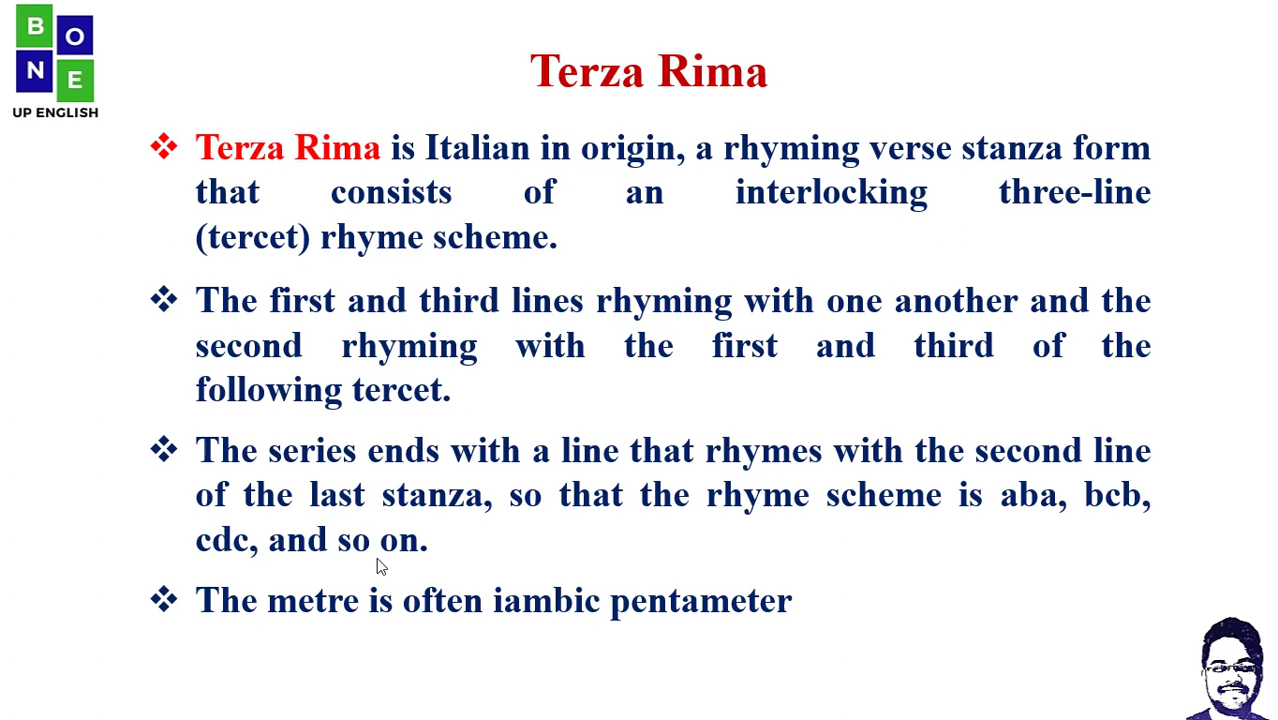 B O
N E
UP ENGLISH
Terza Rima
Terza Rima is Italian in origin, a rhyming verse stanza form
that consists of an interlocking three-line
(tercet) rhyme scheme.
The first and third lines rhyming with one another and the
second rhyming with the first and third of the
following tercet.
The series ends with a line that rhymes with the second line
of the last stanza, so that the rhyme scheme is aba, bcb,
cdc, and so on.
The metre is often iambic pentameter